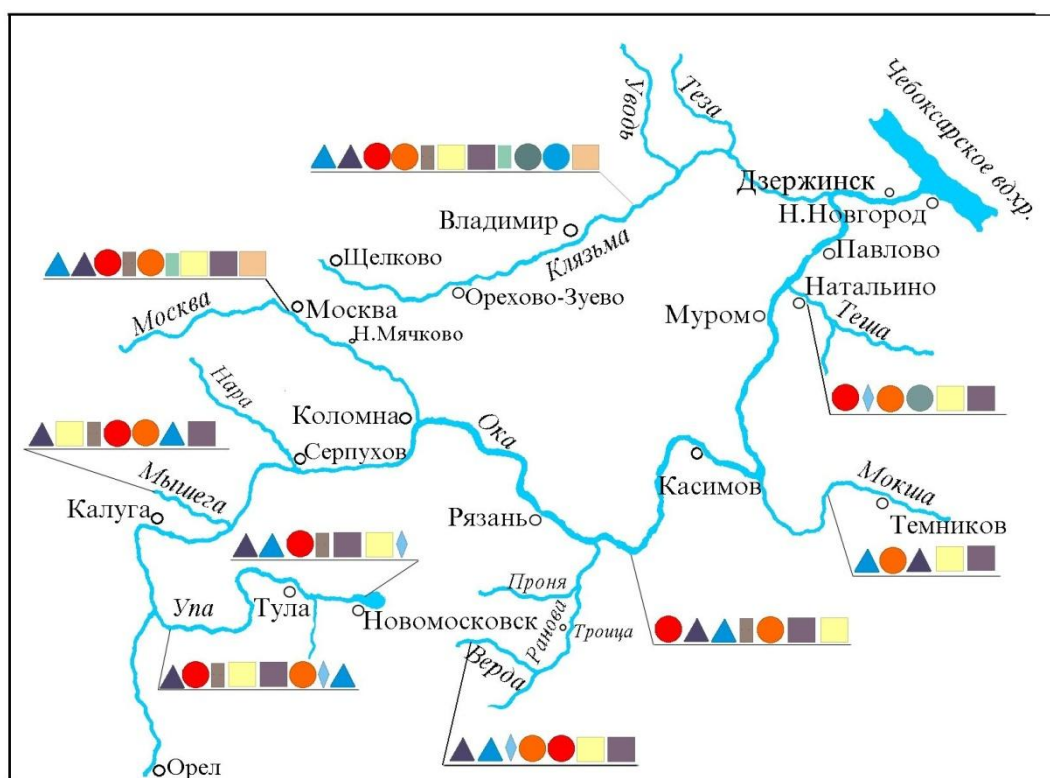 Уводь
Теза
Чебоксарское вдхр.
Дзержинск
Н.Новгород
Владимир
Клязьма
Павлово
Щелково
Орехово-Зуево
Натальино
Москва
Москва
Муром
Теша
Н.Мячково
Нара
Коломна
Ока
Серпухов
Касимов
Мокша
Мышега
Калуга
Рязань
Темников
Проня
Упа
Тула
Новомосковск
Ранова
Троица
Верда
Орел